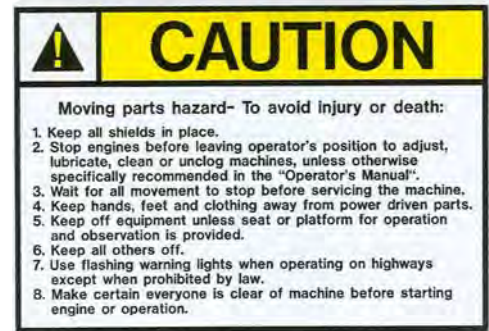 CAUTION
Moving parts hazard- To avoid injury or death:
1. Keep all shields in place.
2. Stop engines before leaving operator's position to adjust,
lubricate, clean or unclog machines, unless otherwise
specifically recommended in the "Operator's Manual".
3. Wait for all movement to stop before servicing the machine.
4. Keep hands, feet and clothing away from power driven parts.
5. Keep off equipment unless seat or platform for operation
and observation is provided.
6. Keep all others off.
7. Use flashing warning lights when operating on highways
except when prohibited by law.
8. Make certain everyone is clear of machine before starting
engine or operation.